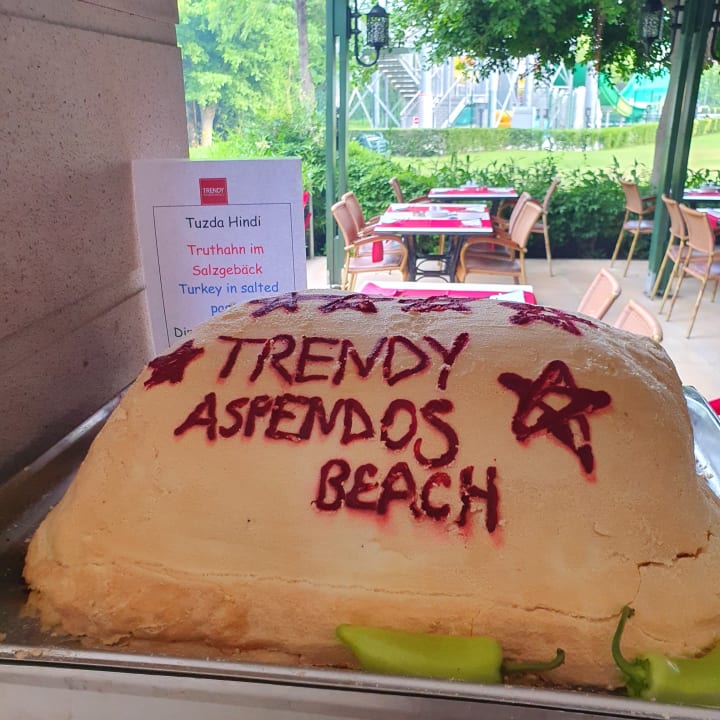 TRENDY
Tuzda Hindi
Truthahn im
Salzgebäck
Turkey in salted
TRENDY
ASPENDOS
BEACH